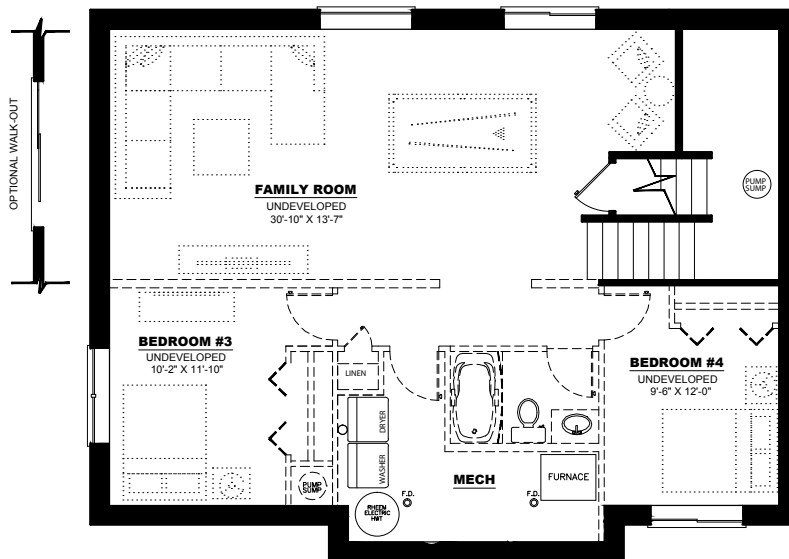 OPTIONAL WALK-OUT
FAMILY ROOM
UNDEVELOPED
30'-10" X 13'-7"
PUMP
SUMP
BEDROOM #3
UNDEVELOPED
10'-2" X 11'-10"
LINEN
DRYER
WASHER
PUMP
SUMP
RHEEM
ELECTRIC
HWT
F.D.
MECH
F.D.
FURNACE
BEDROOM #4
UNDEVELOPED
9'-6" X 12'-0"